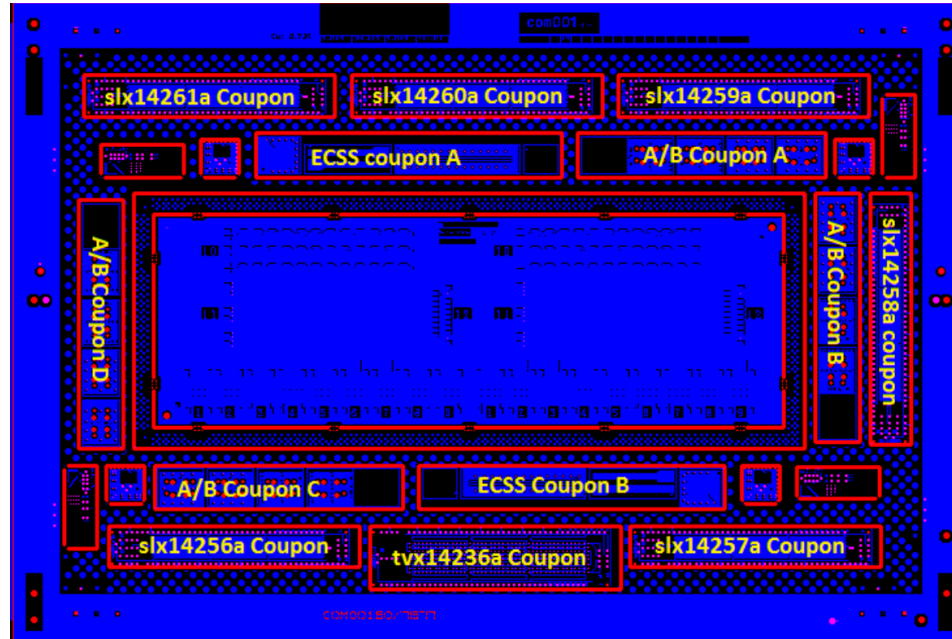 com001..
slx14261a Coupon
slx14260a Coupon
slx14259a Coupon
ECSS coupon A
A/B Coupon A
A/B Coupon D
A/B Coupon B
slx14258a coupon
A/B Coupon C
ECSS Coupon B
slx14256a Coupon
tvx14236a Coupon
slx14257a Coupon